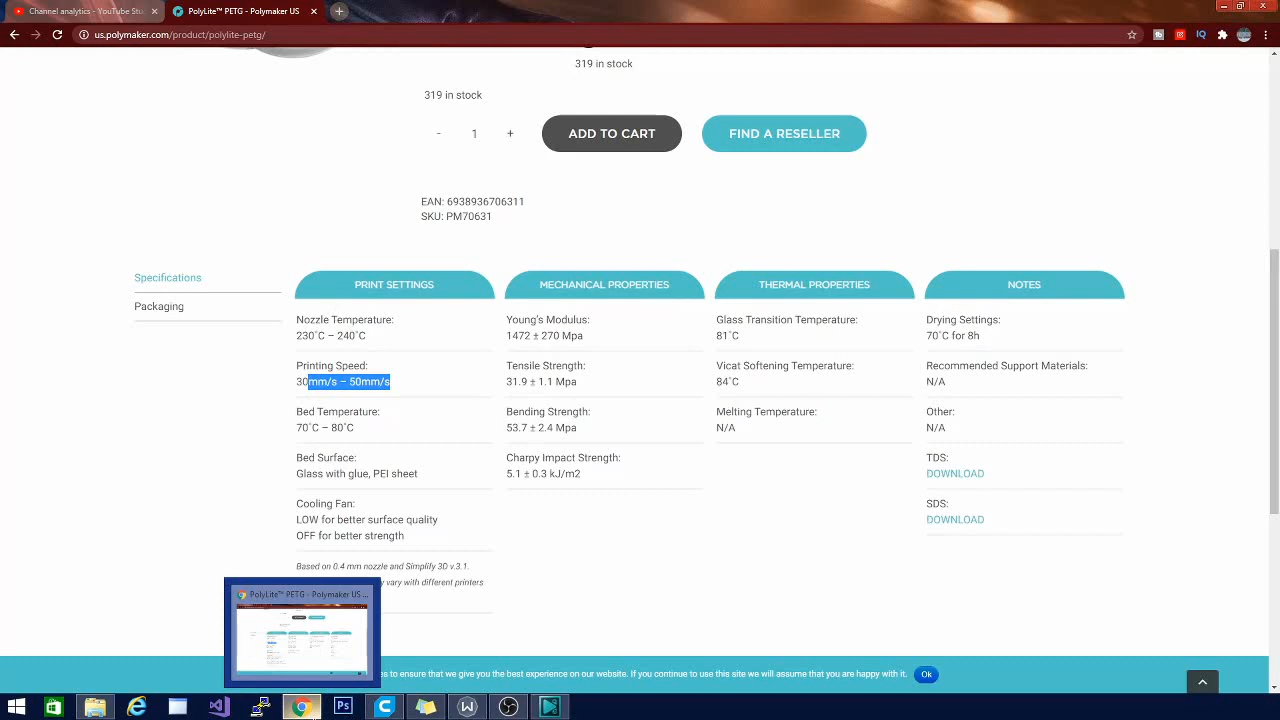 Channel analytics - YouTube Stu
PolyLite™ PETG - Polymaker US
us.polymaker.com/product/polylite-petg/
319 in stock
319 in stock
- 1 +
ADD TO CART
FIND A RESELLER
EAN: 6938936706311
SKU: PM70631
Specifications
Packaging
PRINT SETTINGS
Nozzle Temperature:
230˚C – 240˚C
Printing Speed:
30mm/s – 50mm/s
Bed Temperature:
70˚C – 80˚C
Bed Surface:
Glass with glue, PEI sheet
Cooling Fan:
LOW for better surface quality
OFF for better strength
Based on 0.4 mm nozzle and Simplify 3D v.3.1.
y vary with different printers
MECHANICAL PROPERTIES
Young's Modulus:
1472 ± 270 Mpa
Tensile Strength:
31.9 ± 1.1 Mpa
Bending Strength:
53.7 ± 2.4 Mpa
Charpy Impact Strength:
5.1 ± 0.3 kJ/m2
THERMAL PROPERTIES
Glass Transition Temperature:
81˚C
Vicat Softening Temperature:
84˚C
Melting Temperature:
N/A
NOTES
Drying Settings:
70˚C for 8h
Recommended Support Materials:
N/A
Other:
N/A
TDS:
DOWNLOAD
SDS:
DOWNLOAD
PolyLite™ PETG - Polymaker US ...
es to ensure that we give you the best experience on our website. If you continue to use this site we will assume that you are happy with it.
Ok